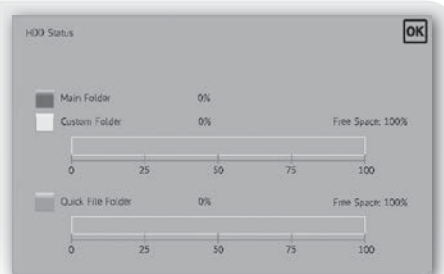 HDD Status
OK
Main Folder 0%
Custom Folder 0% Free Space: 100%
0 25 50 75 100
Quick File Folder 0% Free Space: 100%
0 25 50 75 100